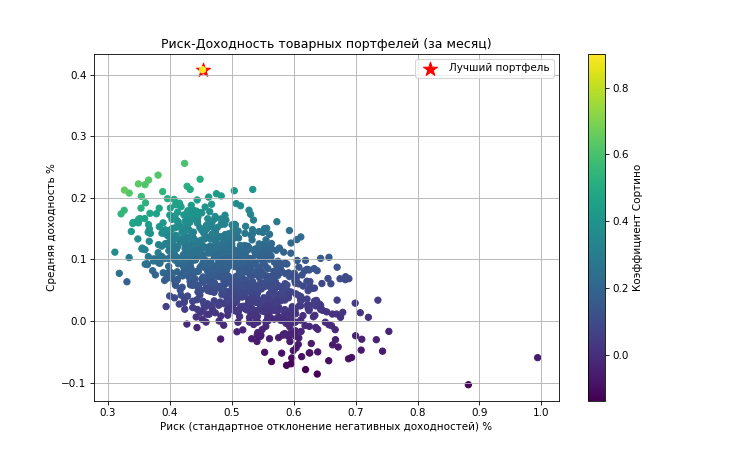 Риск-Доходность товарных портфелей (за месяц)
Лучший портфель
Средняя доходность %
0.4
0.3
0.2
0.1
0.0
−0.1
0.3 0.4 0.5 0.6 0.7 0.8 0.9 1.0
Риск (стандартное отклонение негативных доходностей) %
0.8
0.6
0.4
0.2
0.0
Коэффициент Сортино